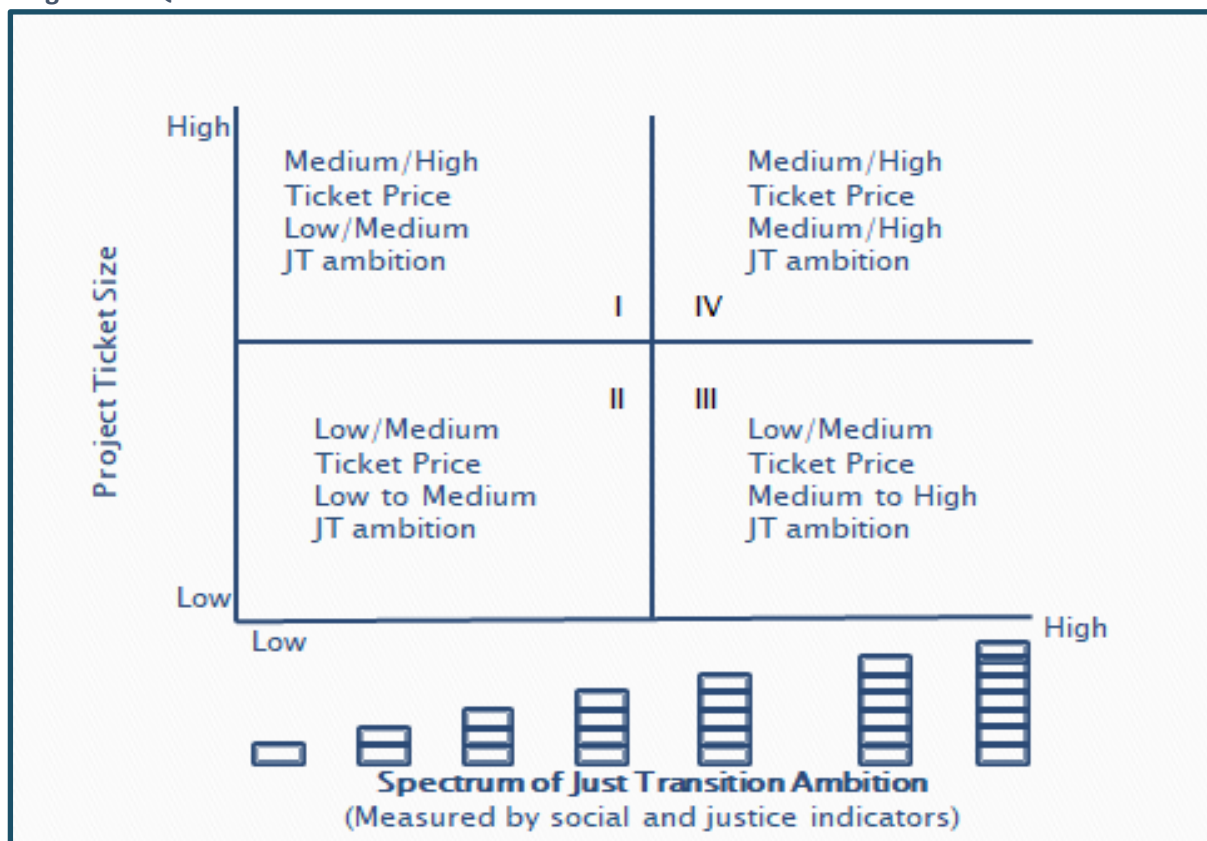 High
Medium/High
Ticket Price
Low/Medium
JT ambition
I
Medium/High
Ticket Price
Medium/High
JT ambition
IV
Project Ticket Size
II
Low/Medium
Ticket Price
Low to Medium
JT ambition
III
Low/Medium
Ticket Price
Medium to High
JT ambition
Low
Low
High
Spectrum of Just Transition Ambition
(Measured by social and justice indicators)